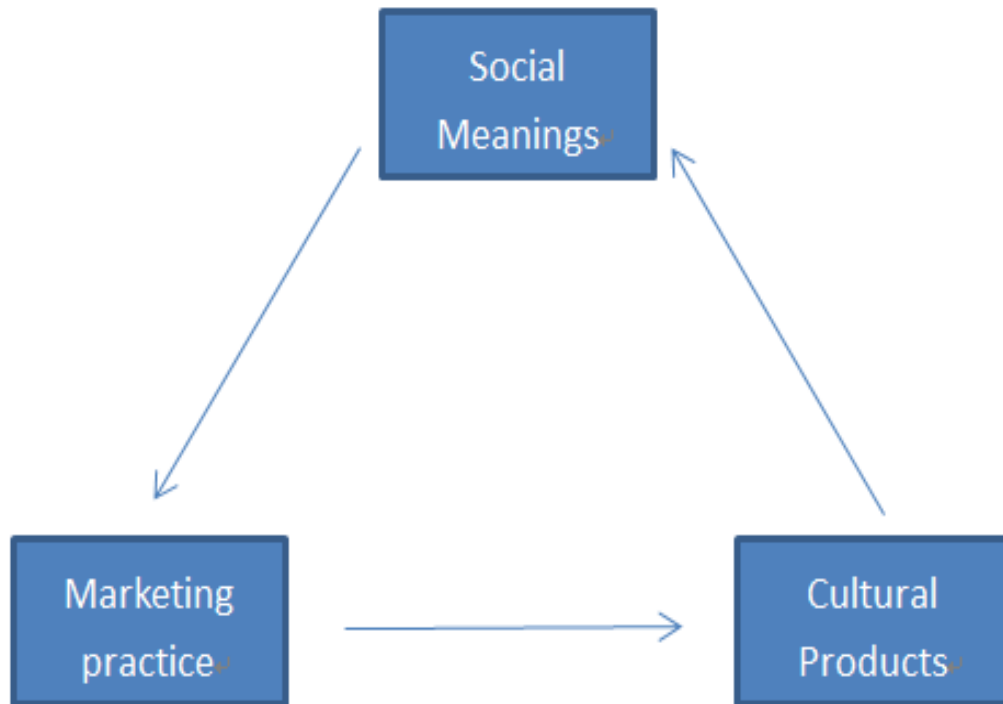 Social
Meanings
Marketing
practice
Cultural
Products